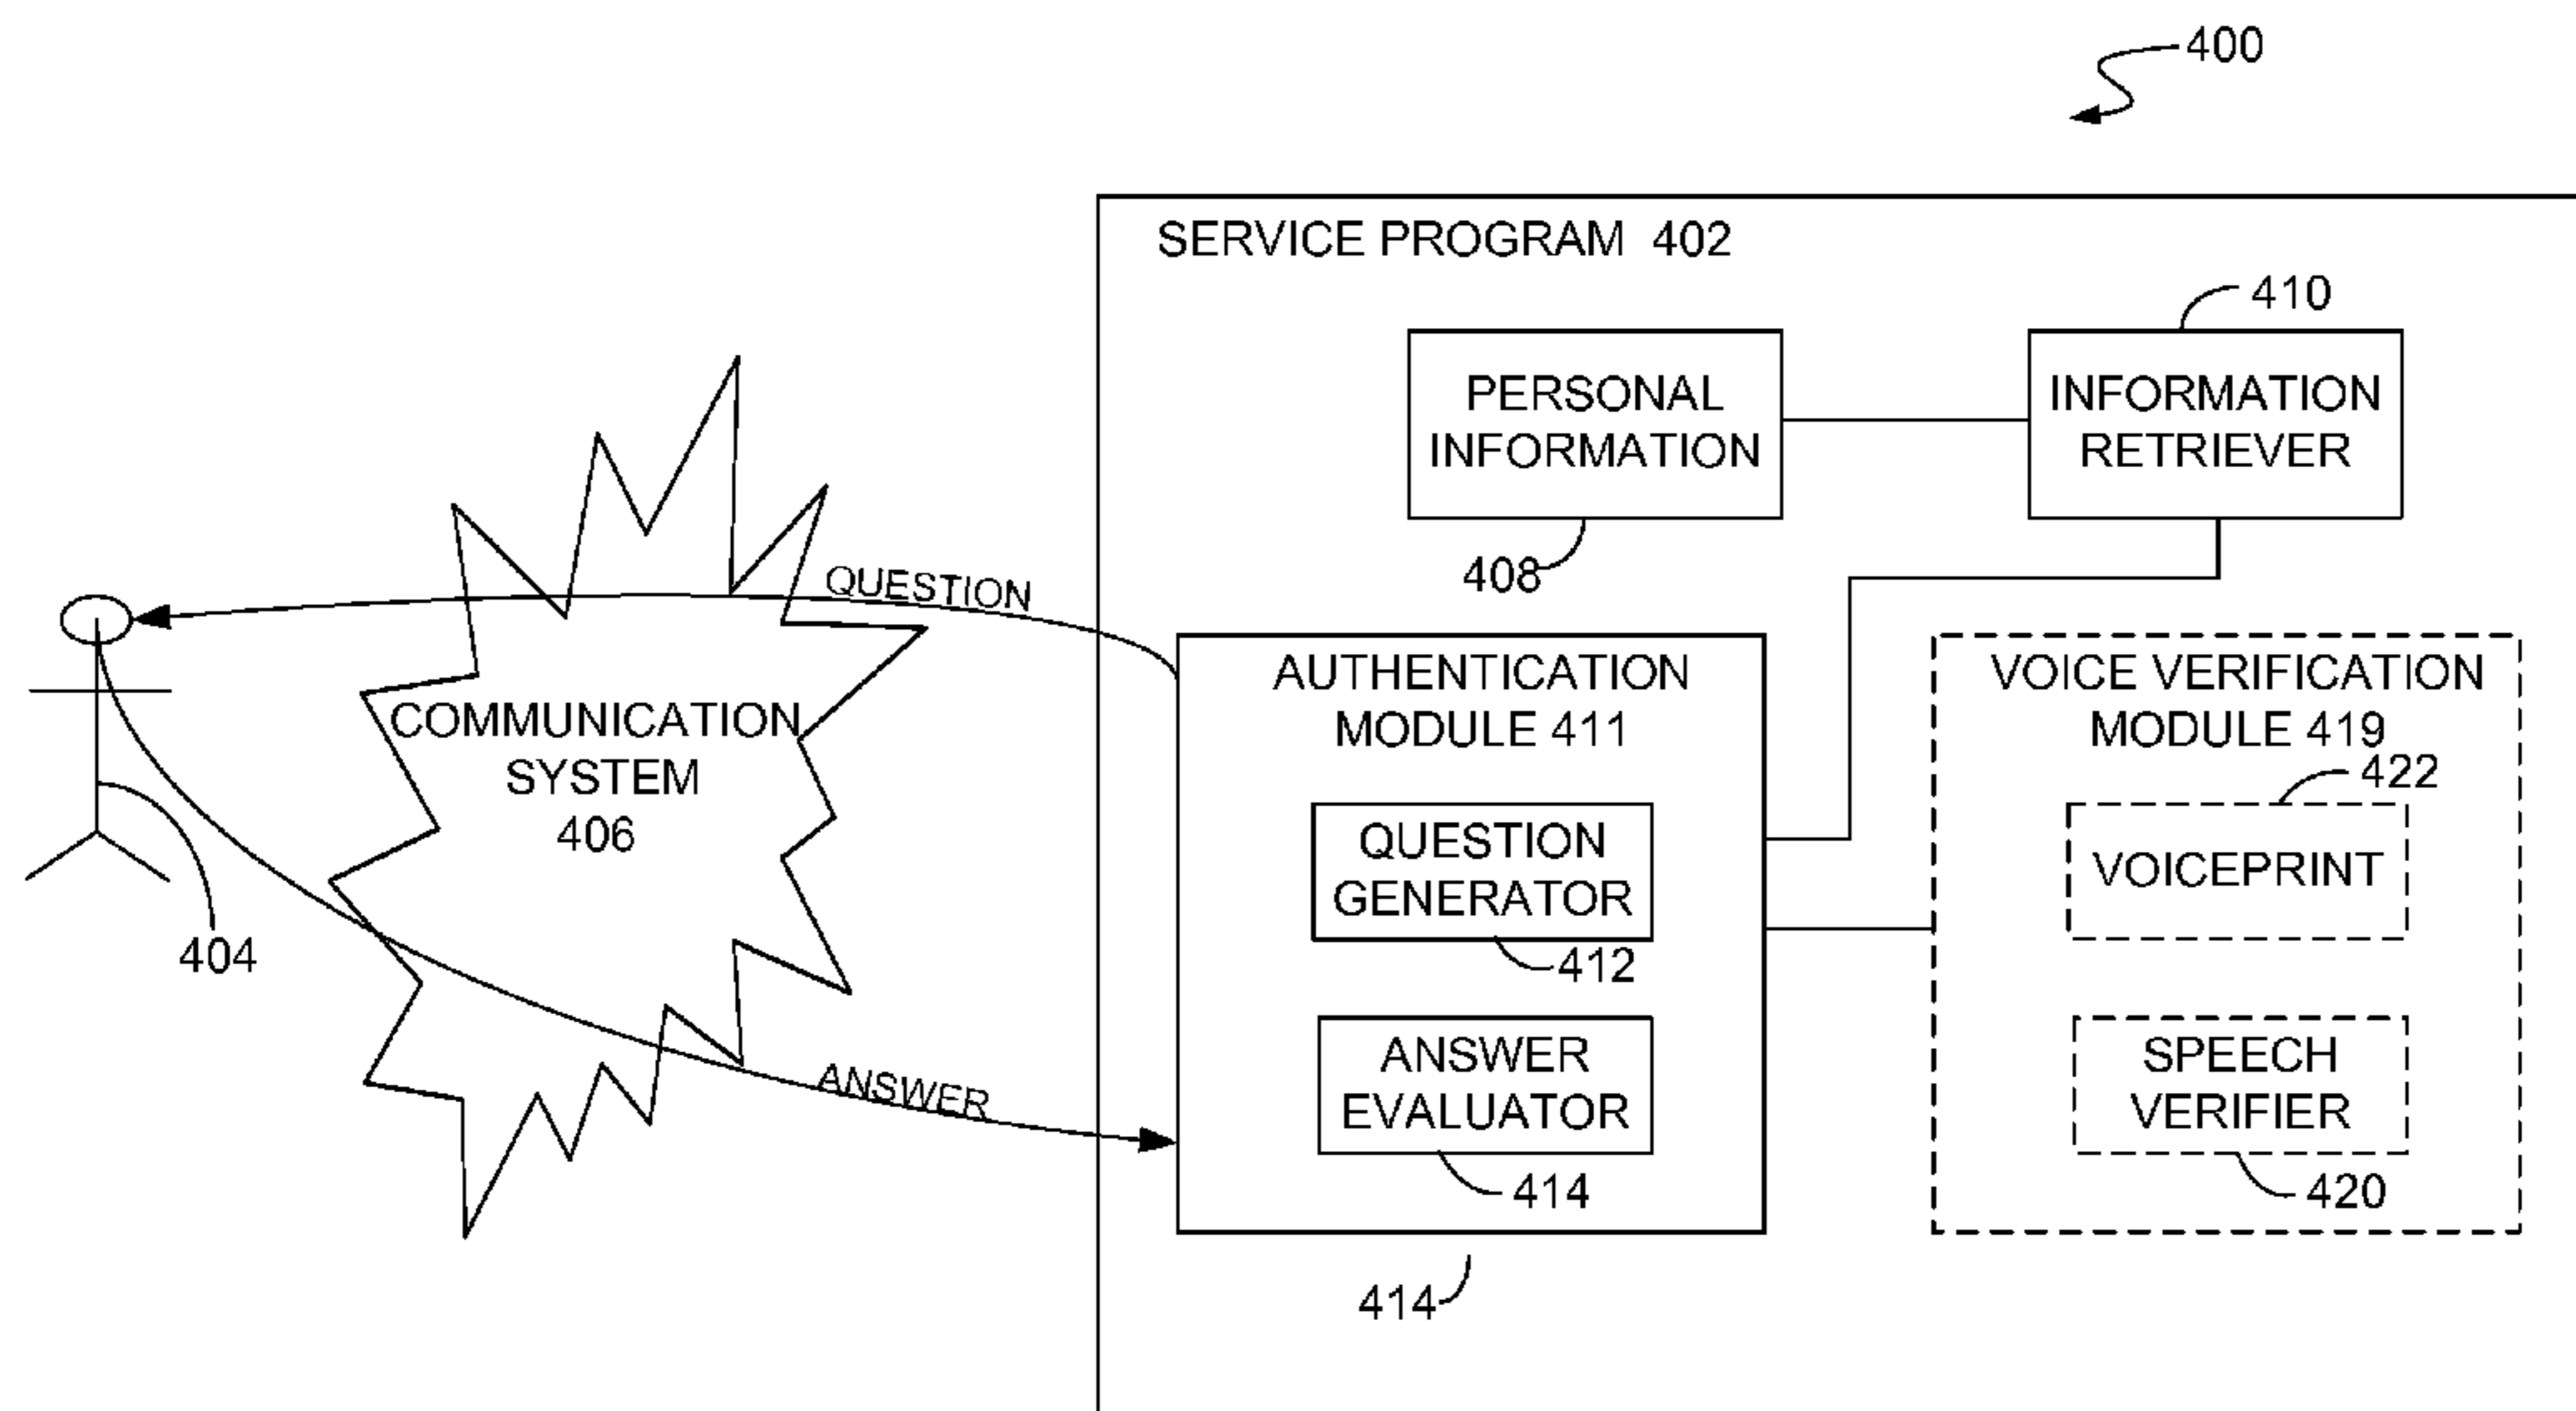 400
SERVICE PROGRAM 402
410
PERSONAL
INFORMATION
INFORMATION
RETRIEVER
408
QUESTION
COMMUNICATION
SYSTEM
406
404
ANSWER
AUTHENTICATION
MODULE 411
QUESTION
GENERATOR
412
ANSWER
EVALUATOR
414
414
VOICE VERIFICATION
MODULE 419
422
VOICEPRINT
SPEECH
VERIFIER
420